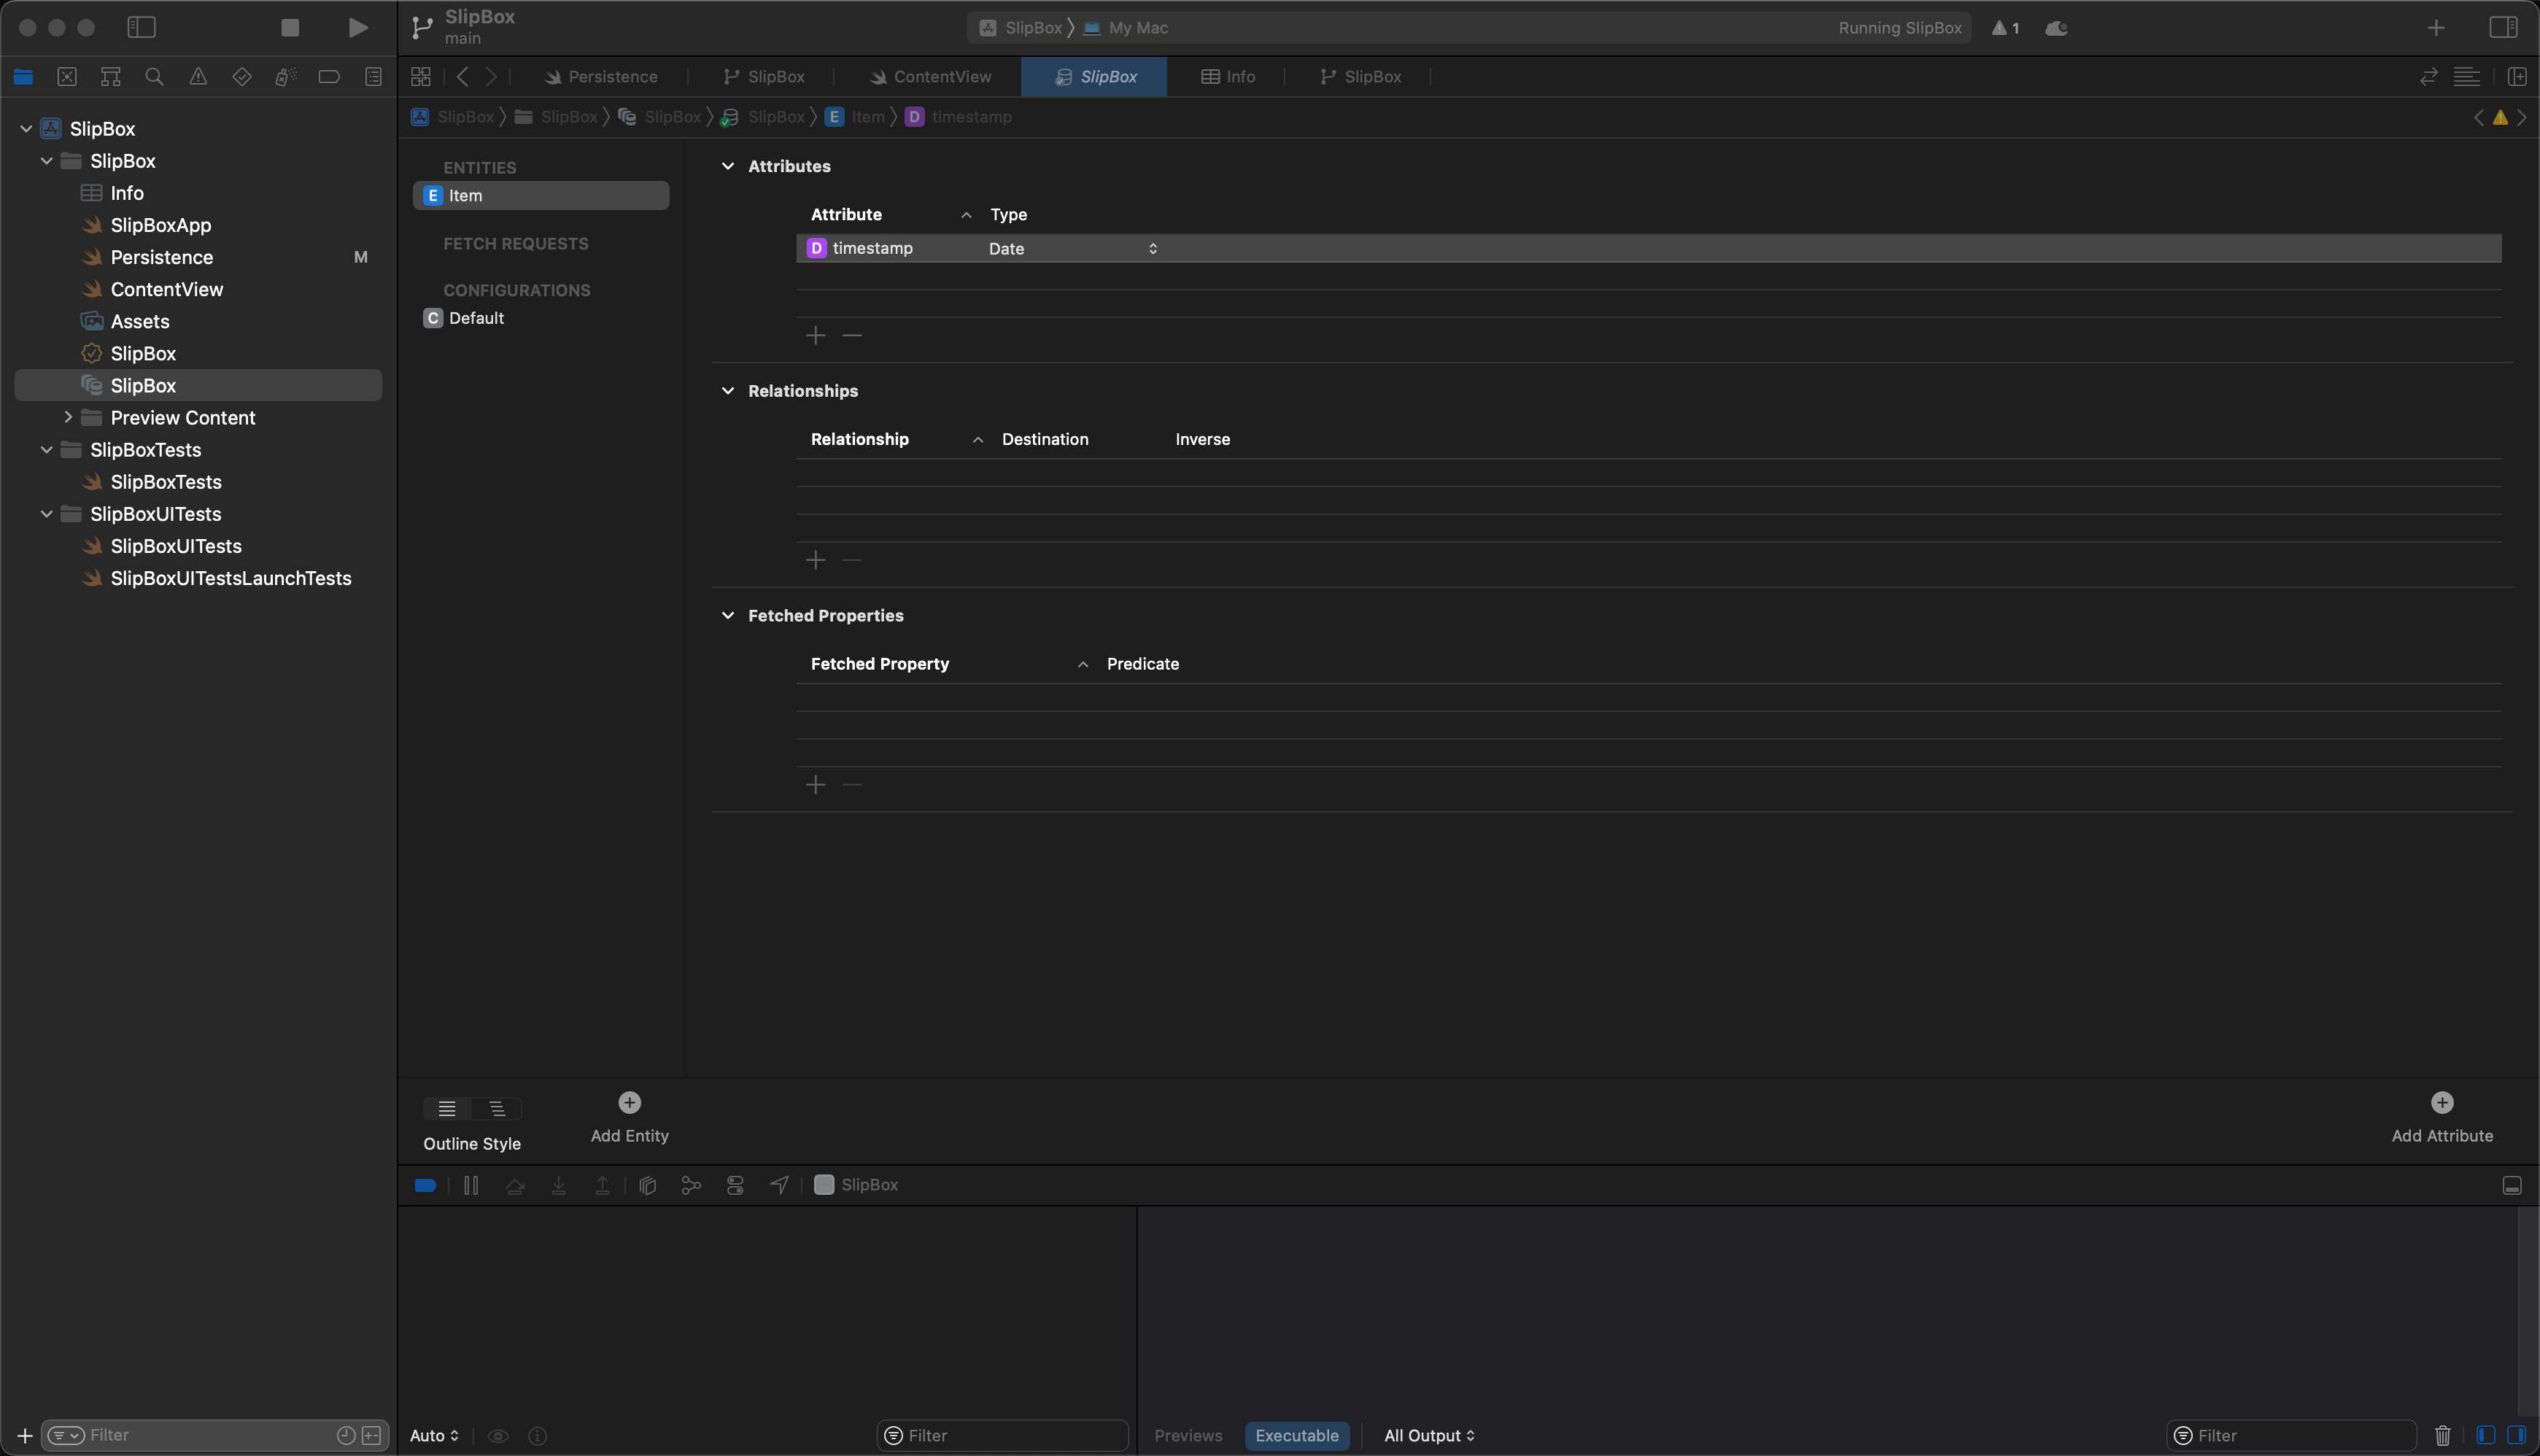 SlipBox
main
SlipBox
My Mac
Running SlipBox
1
Persistence
SlipBox
ContentView
SlipBox
Info
SlipBox
SlipBox
SlipBox
SlipBox
SlipBox
E Item
D timestamp
SlipBox
SlipBox
Info
SlipBoxApp
Persistence M
ContentView
Assets
SlipBox
SlipBox
Preview Content
SlipBoxTests
SlipBoxTests
SlipBoxUITests
SlipBoxUITests
SlipBoxUITestsLaunchTests
Filter
ENTITIES
E Item
FETCH REQUESTS
CONFIGURATIONS
C Default
Attributes
Attribute Type
D timestamp Date
Relationships
Relationship Destination Inverse
Fetched Properties
Fetched Property Predicate
Outline Style
Add Entity
Add Attribute
SlipBox
Auto
Filter
Previews
Executable
All Output
Filter